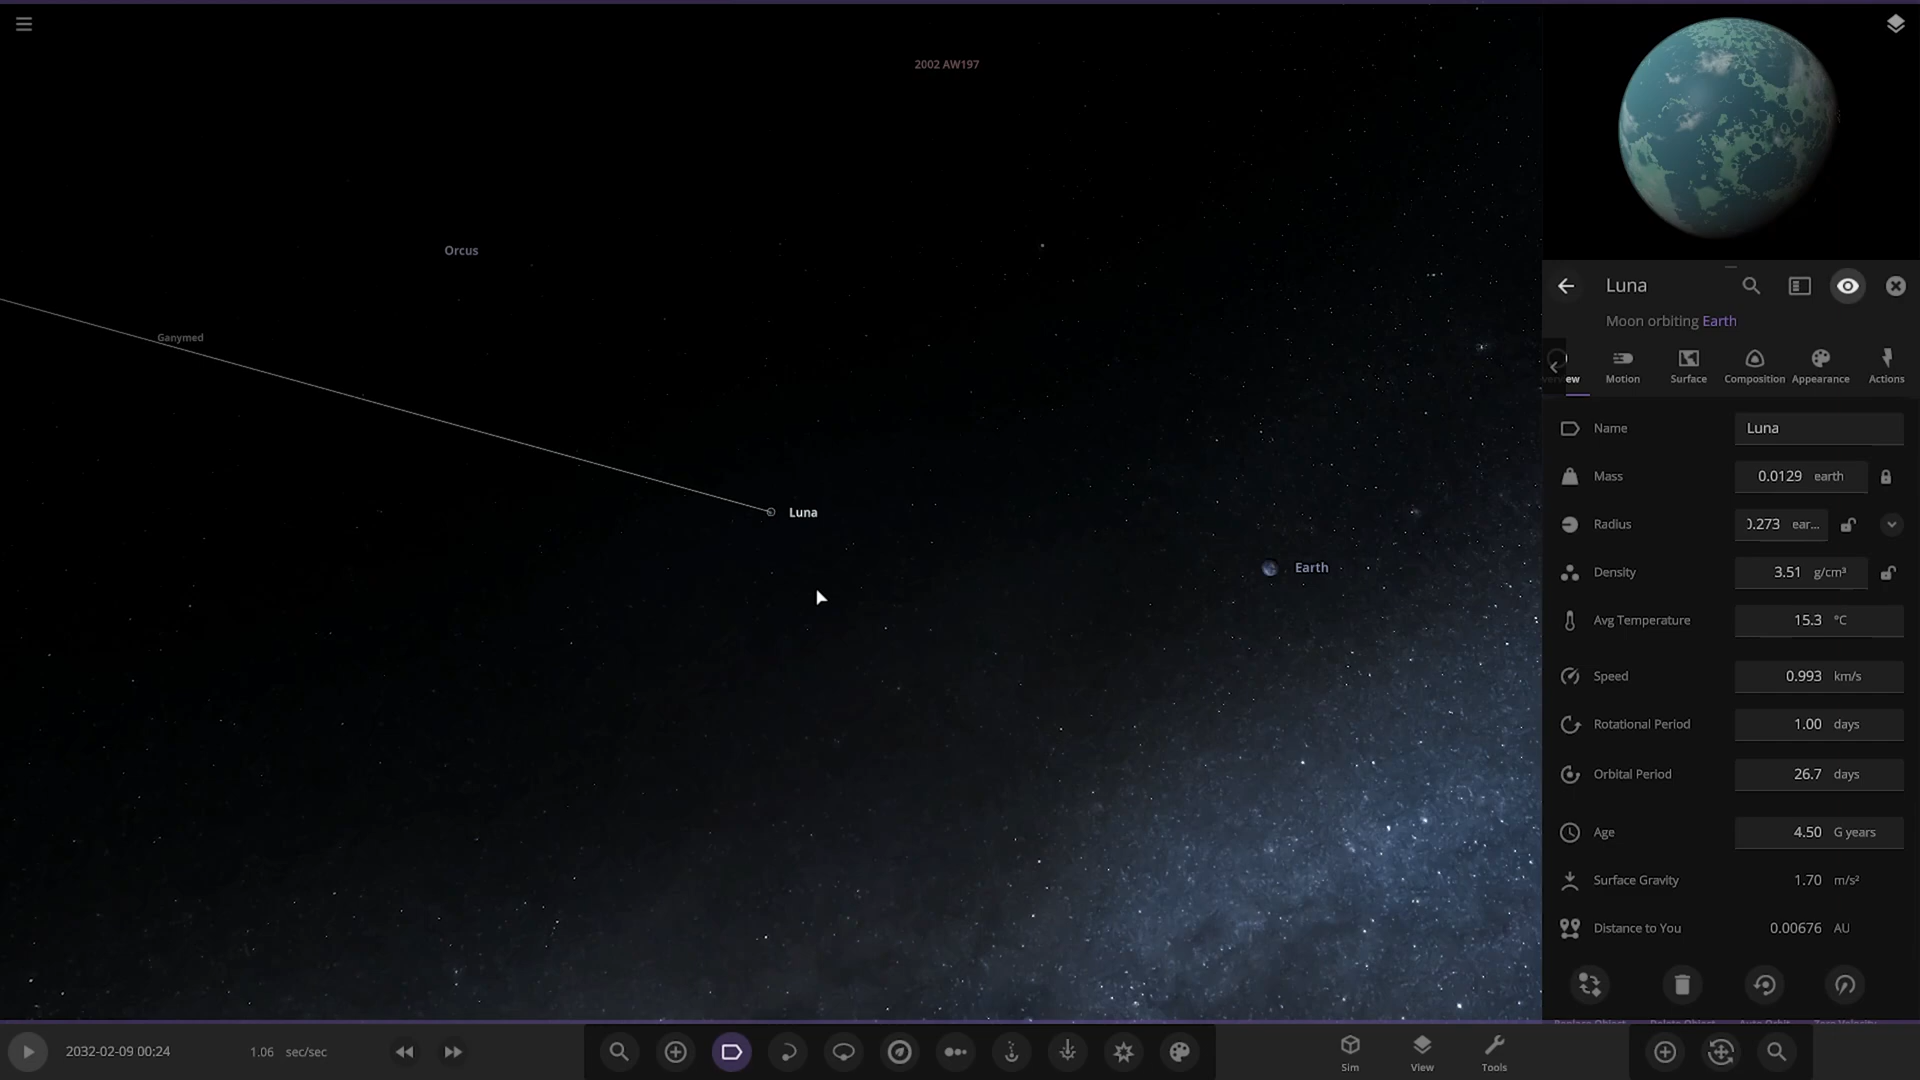 2002 AW197
Orcus
Ganymed
Luna
Earth
Luna
Moon orbiting Earth
Motion
Surface
Composition
Appearance
Actions
Name
Luna
Mass
0.0129 earth
Radius
0.273 ear...
Density
3.51 g/cm³
Avg Temperature
15.3 °C
Speed
0.993 km/s
Rotational Period
1.00 days
Orbital Period
26.7 days
Age
4.50 G years
Surface Gravity
1.70 m/s²
Distance to You
0.00676 AU
2032-02-09 00:24
1.06 sec/sec
Sim
View
Tools